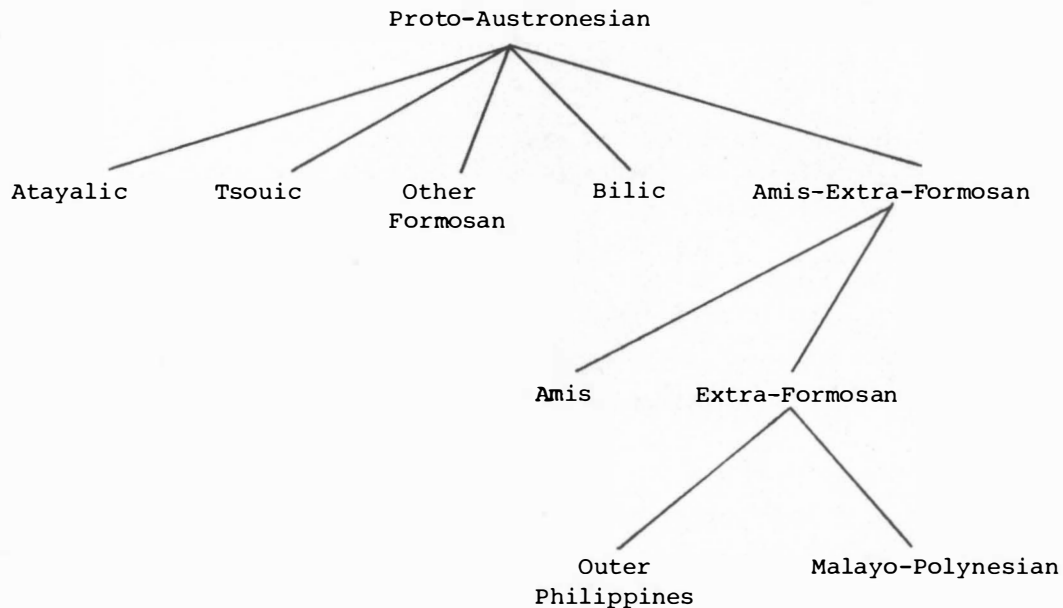 Proto-Austronesian
Atayalic Tsouic Other Bilic Amis-Extra-Formosan
Formosan
Amis Extra-Formosan
Outer Malayo-Polynesian
Philippines